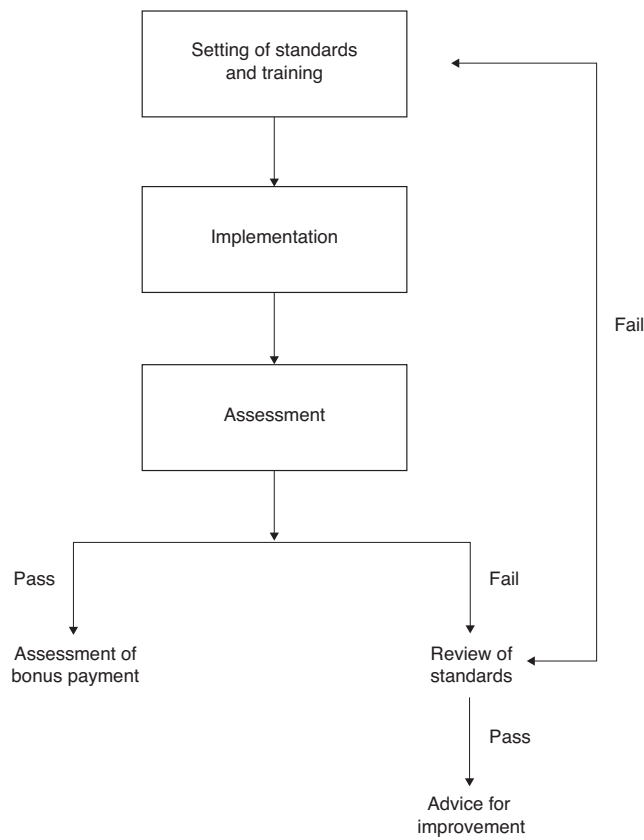 Setting of standards
and training
Implementation
Fail
Assessment
Pass
Fail
Assessment of
bonus payment
Review of
standards
Pass
Advice for
improvement